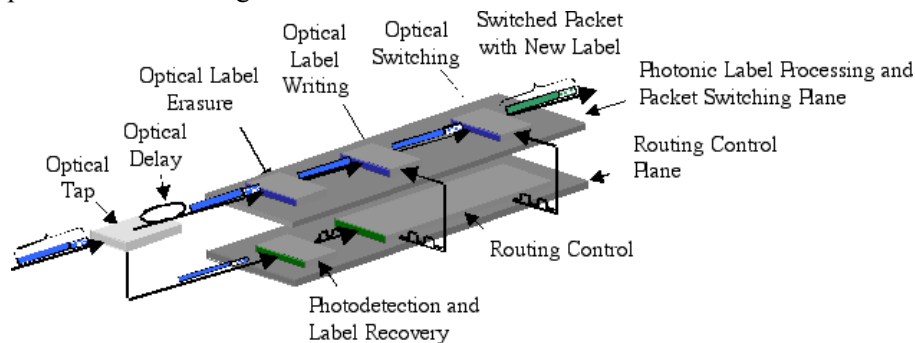 Switched Packet
with New Label
Optical
Switching
Optical
Label
Writing
Optical Label
Erasure
Optical
Delay
Optical
Tap
Photonic Label Processing and
Packet Switching Plane
Routing Control
Plane
Routing Control
Photodetection and
Label Recovery